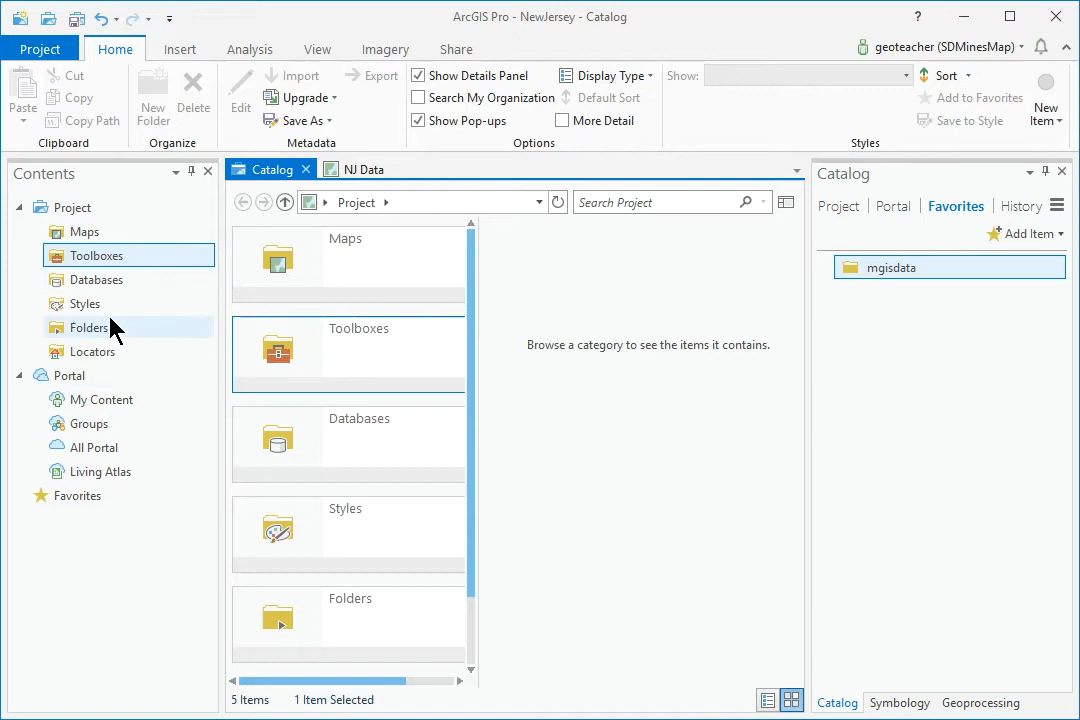 ArcGIS Pro - NewJersey - Catalog
?
Project Home Insert Analysis View Imagery Share
geoteacher (SDMinesMap)
Paste
Cut
Copy
Copy Path
Clipboard
New Folder
Delete
Organize
Edit
Import
Export
Upgrade
Save As
Metadata
Show Details Panel
Search My Organization
Show Pop-ups
Display Type
Default Sort
More Detail
Options
Show:
Sort
Add to Favorites
Save to Style
New Item
Styles
Contents
Project
Maps
Toolboxes
Databases
Styles
Folders
Locators
Portal
My Content
Groups
All Portal
Living Atlas
Favorites
Catalog
NJ Data
Project
Search Project
Maps
Toolboxes
Databases
Styles
Folders
Browse a category to see the items it contains.
5 Items 1 Item Selected
Catalog
Project Portal Favorites History
Add Item
mgisdata
Catalog Symbology Geoprocessing